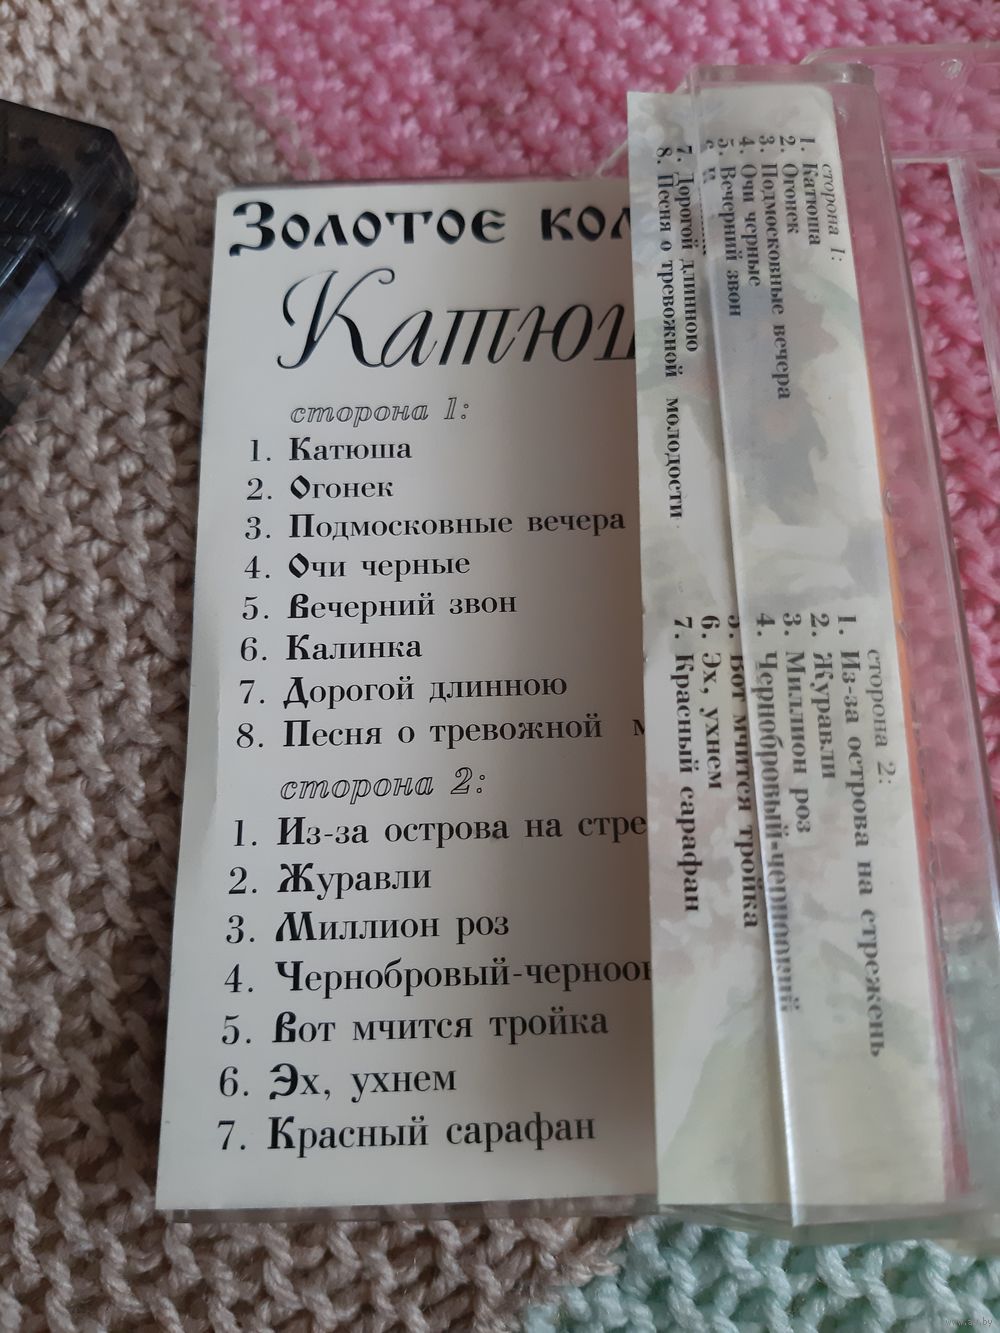 Золотое
Катюш
сторона 1:
1. Катюша
2. Огонек
3. Подмосковные вечера
4. Очи черные
5. Вечерний звон
6. Калинка
7. Дорогой длинною
8. Песня о тревожной
сторона 2:
1. Из-за острова на стре
2. Журавли
3. Миллион роз
4. Чернобровый-черноок
5. Вот мчится тройка
6. Эх, ухнем
7. Красный сарафан
сторона 1:
1. Катюша
2. Огонек
3. Подмосковные вечера
4. Очи черные
5. Вечерний звон
7. Дорогой длинною
8. Песня о тревожной молодости
сторона 2:
1. Из-за острова на стрежень
2. Журавли
3. Миллион роз
4. Чернобровый-черноокий
5. Вот мчится тройка
6. Эх, ухнем
7. Красный сарафан